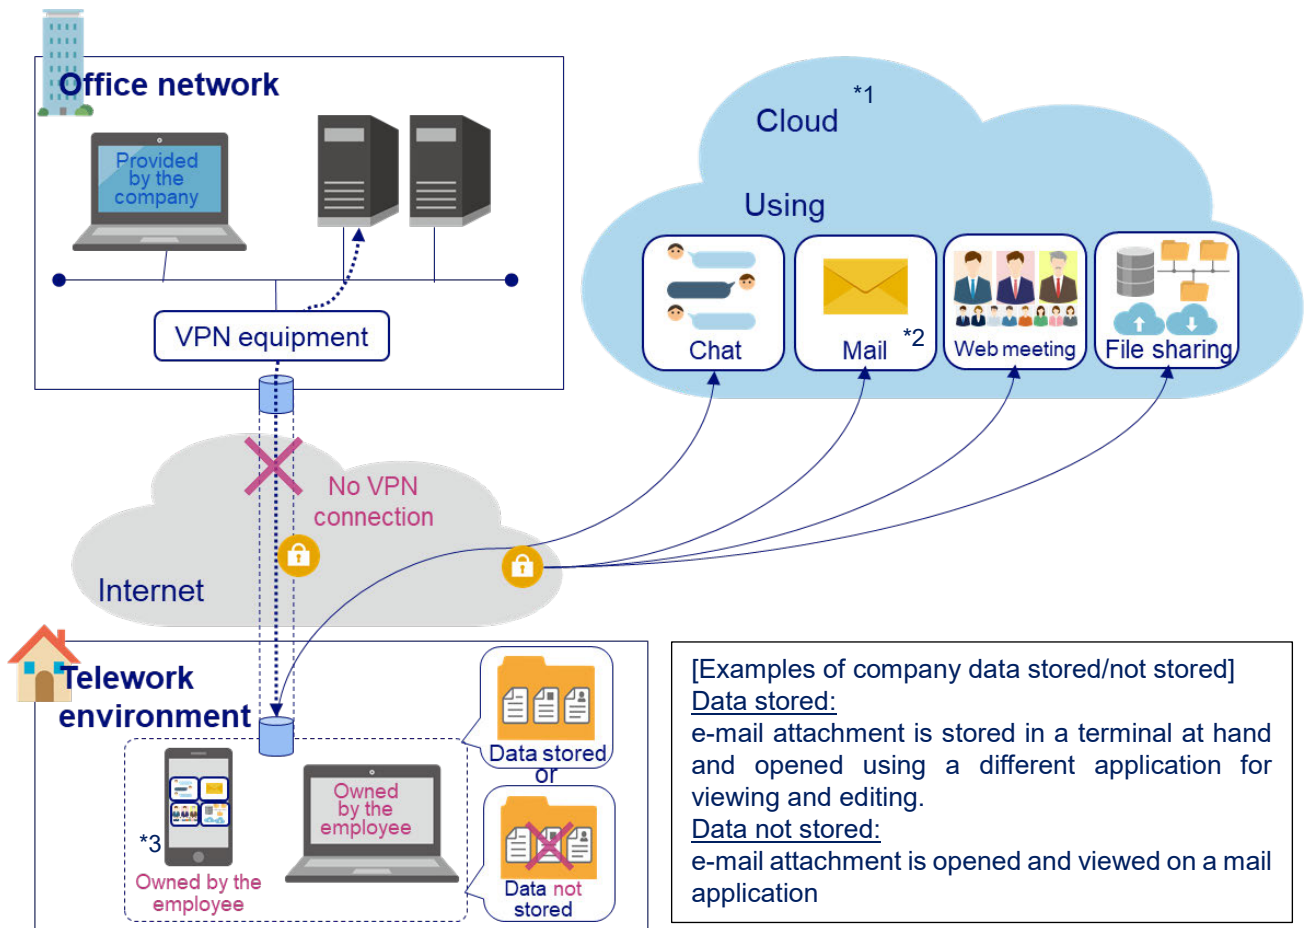 Office network
Provided
by the
company
VPN equipment
Cloud *1
Using
Chat
Mail *2
Web meeting
File sharing
No VPN
connection
Internet
Telework
environment
Data stored
or
Data not
stored
*3
Owned by the
employee
Owned
by the
employee
[Examples of company data stored/not stored]
Data stored:
e-mail attachment is stored in a terminal at hand
and opened using a different application for
viewing and editing.
Data not stored:
e-mail attachment is opened and viewed on a mail
application